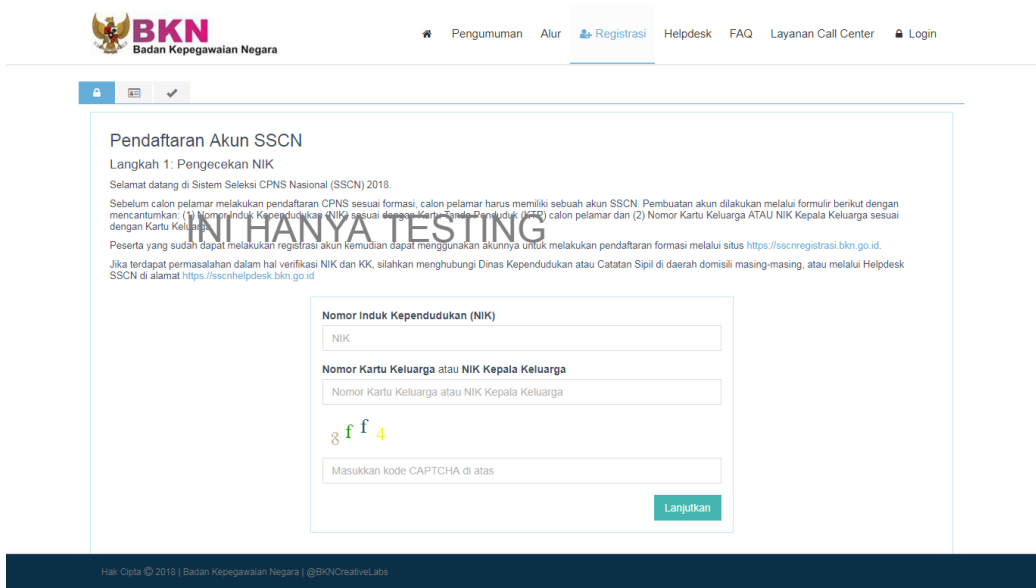 BKN
Badan Kepegawaian Negara
Pengumuman Alur Registrasi Helpdesk FAQ Layanan Call Center Login
Pendaftaran Akun SSCN
Langkah 1: Pengecekan NIK
Selamat datang di Sistem Seleksi CPNS Nasional (SSCN) 2018.
Sebelum calon pelamar melakukan pendaftaran CPNS sesuai formasi, calon pelamar harus memiliki sebuah akun SSCN. Pembuatan akun dilakukan melalui formulir berikut dengan
mencantumkan: (1) Nomor Induk Kependudukan (NIK) sesuai dengan Kartu Tanda Penduduk (KTP) calon pelamar dan (2) Nomor Kartu Keluarga ATAU NIK Kepala Keluarga sesuai
dengan Kartu Keluarga
INI HANYA TESTING
Peserta yang sudah dapat melakukan registrasi akun kemudian dapat menggunakan akunnya untuk melakukan pendaftaran formasi melalui situs https://sscnregistrasi.bkn.go.id.
Jika terdapat permasalahan dalam hal verifikasi NIK dan KK, silahkan menghubungi Dinas Kependudukan atau Catatan Sipil di daerah domisili masing-masing, atau melalui Helpdesk
SSCN di alamat https://sscnhelpdesk.bkn.go.id
Nomor Induk Kependudukan (NIK)
NIK
Nomor Kartu Keluarga atau NIK Kepala Keluarga
Nomor Kartu Keluarga atau NIK Kepala Keluarga
8 f f 4
Masukkan kode CAPTCHA di atas
Lanjutkan
Hak Cipta © 2018 | Badan Kepegawaian Negara | @BKNCreativeLabs